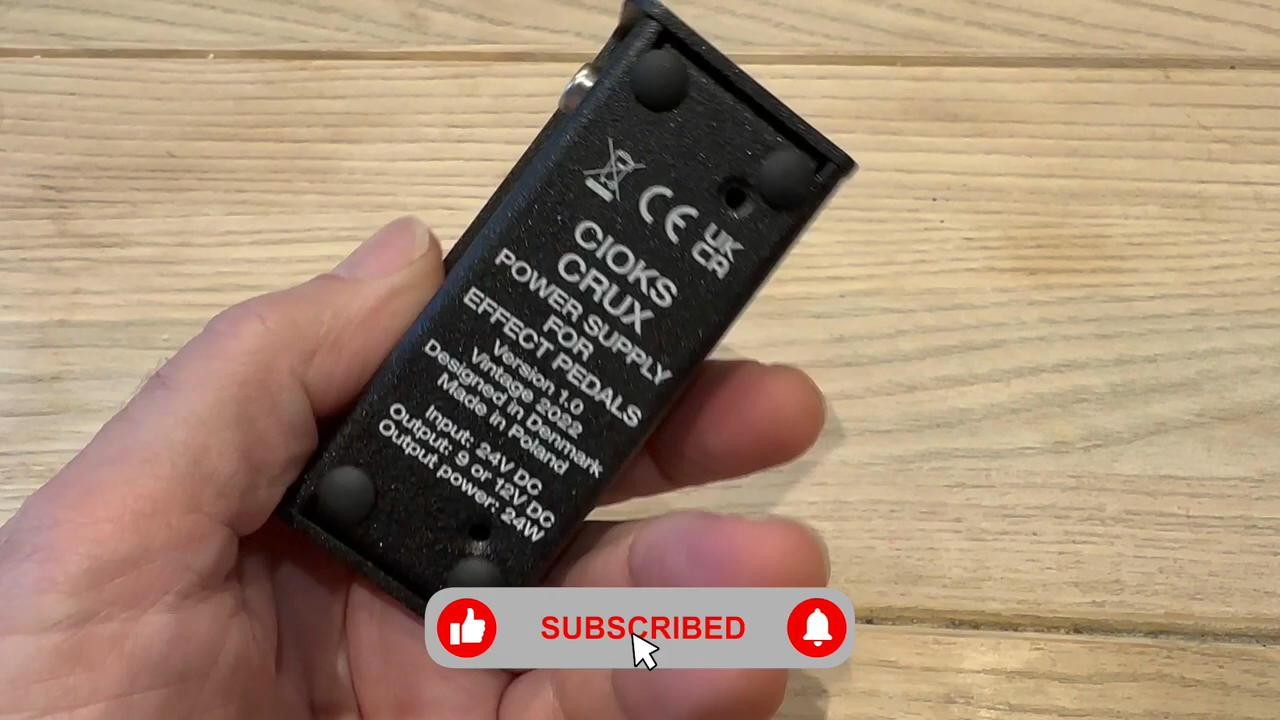 CE UK
CA
CIOKS
CRUX
POWER SUPPLY
FOR
EFFECT PEDALS
Version 1.0
Vintage 2022
Designed in Denmark
Made in Poland
Input: 24V DC
Output: 9 or 12V DC
Output power: 24W
SUBSCRIBED